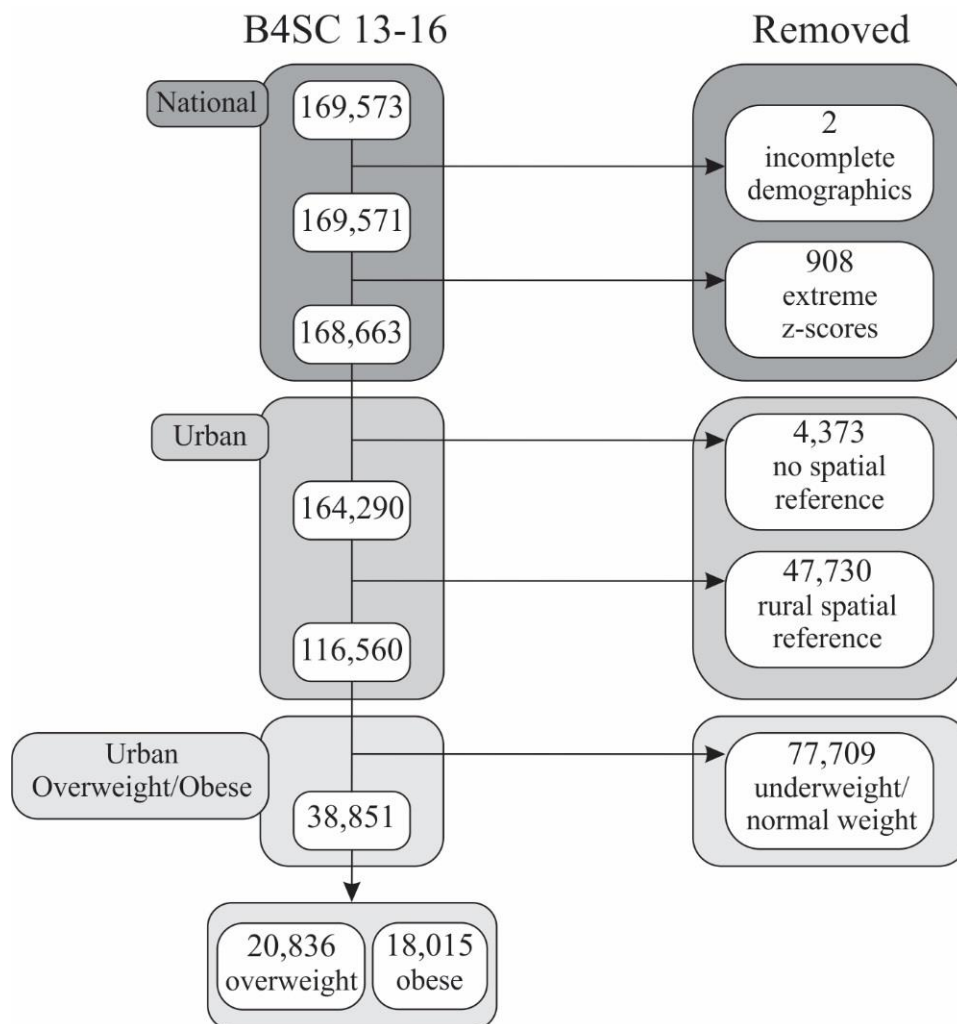 B4SC 13-16
Removed
National
169,573
2
incomplete
demographics
169,571
908
extreme
z-scores
168,663
Urban
4,373
no spatial
reference
164,290
47,730
rural spatial
reference
116,560
Urban
Overweight/Obese
77,709
underweight/
normal weight
38,851
20,836
overweight
18,015
obese